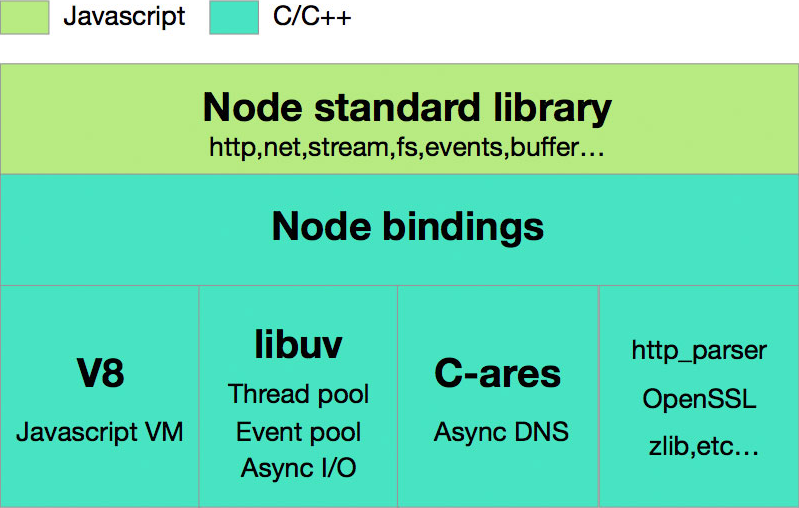 Javascript
C/C++
Node standard library
http,net,stream,fs,events,buffer…
Node bindings
V8
Javascript VM
libuv
Thread pool
Event pool
Async I/O
C-ares
Async DNS
http_parser
OpenSSL
zlib,etc…